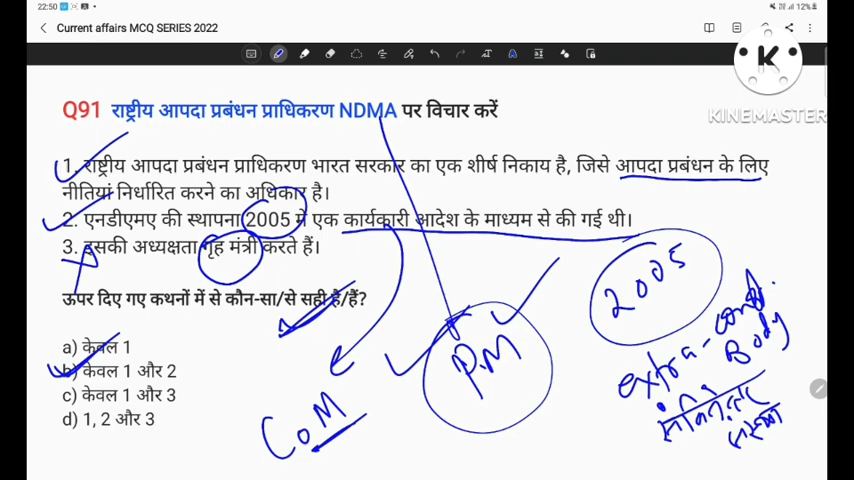 22:50
12%
Current affairs MCQ SERIES 2022
K
KINEMASTER
Q91 राष्ट्रीय आपदा प्रबंधन प्राधिकरण NDMA पर विचार करें
1. राष्ट्रीय आपदा प्रबंधन प्राधिकरण भारत सरकार का एक शीर्ष निकाय है, जिसे आपदा प्रबंधन के लिए
नीतियां निर्धारित करने का अधिकार है।
2. एनडीएमए की स्थापना 2005 में एक कार्यकारी आदेश के माध्यम से की गई थी।
3. इसकी अध्यक्षता गृह मंत्री करते हैं।
ऊपर दिए गए कथनों में से कौन-सा/से सही है/हैं?
a) केवल 1
b) केवल 1 और 2
c) केवल 1 और 3
d) 1, 2 और 3
2005
P.M
CoM
extra-const.
Body